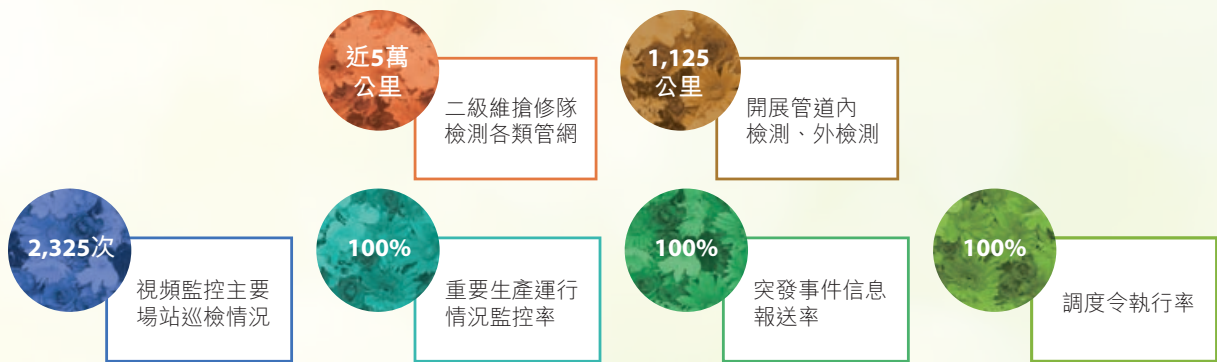 近5萬
公里
二級維搶修隊
檢測各類管網
1,125
公里
開展管道內
檢測、外檢測
2,325次
視頻監控主要
場站巡檢情況
100%
重要生產運行
情況監控率
100%
突發事件信息
報送率
100%
調度令執行率